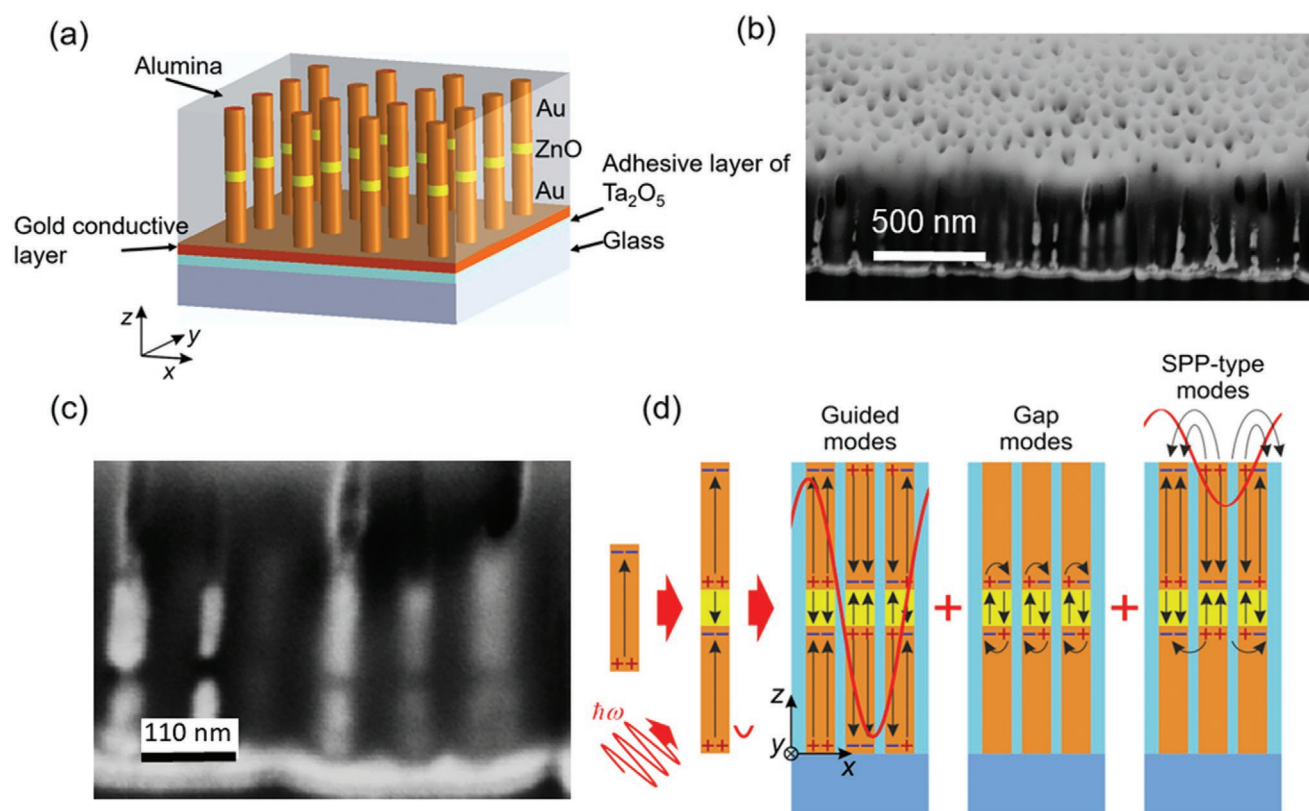 (a)
Alumina
Au
ZnO
Au
Adhesive layer of
Ta2O5
Gold conductive
layer
Glass
z
y
x
(b)
500 nm
(c)
110 nm
(d)
Guided
modes
Gap
modes
SPP-type
modes
+
+
ħω
z
y
x